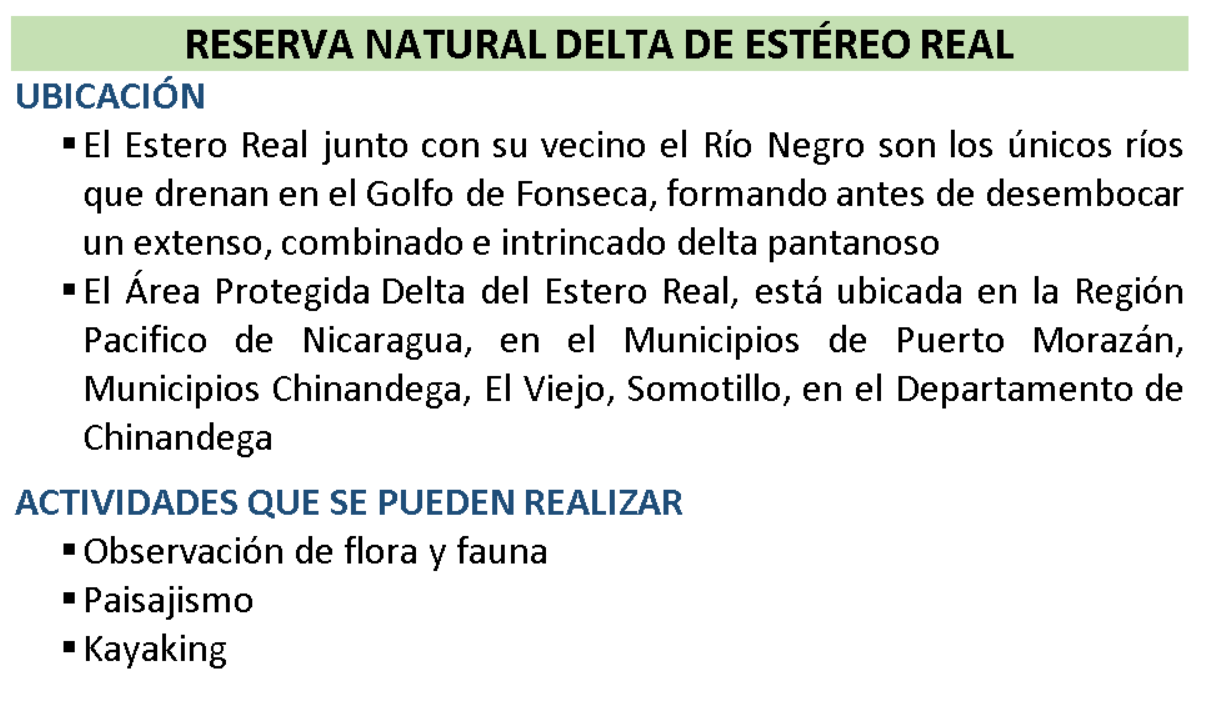 RESERVA NATURAL DELTA DE ESTÉREO REAL
UBICACIÓN
▪ El Estero Real junto con su vecino el Río Negro son los únicos ríos
que drenan en el Golfo de Fonseca, formando antes de desembocar
un extenso, combinado e intrincado delta pantanoso
▪ El Área Protegida Delta del Estero Real, está ubicada en la Región
Pacifico de Nicaragua, en el Municipios de Puerto Morazán,
Municipios Chinandega, El Viejo, Somotillo, en el Departamento de
Chinandega
ACTIVIDADES QUE SE PUEDEN REALIZAR
▪ Observación de flora y fauna
▪ Paisajismo
▪ Kayaking